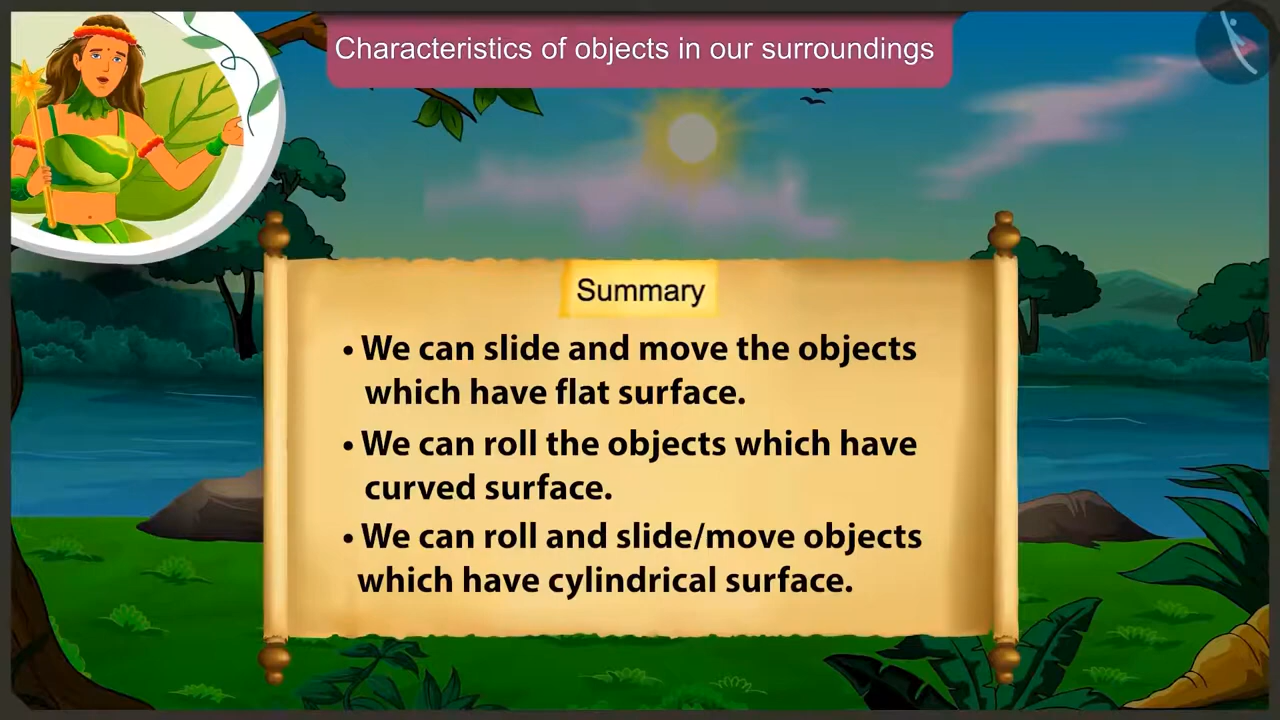 Characteristics of objects in our surroundings
Summary
• We can slide and move the objects
which have flat surface.
• We can roll the objects which have
curved surface.
• We can roll and slide/move objects
which have cylindrical surface.